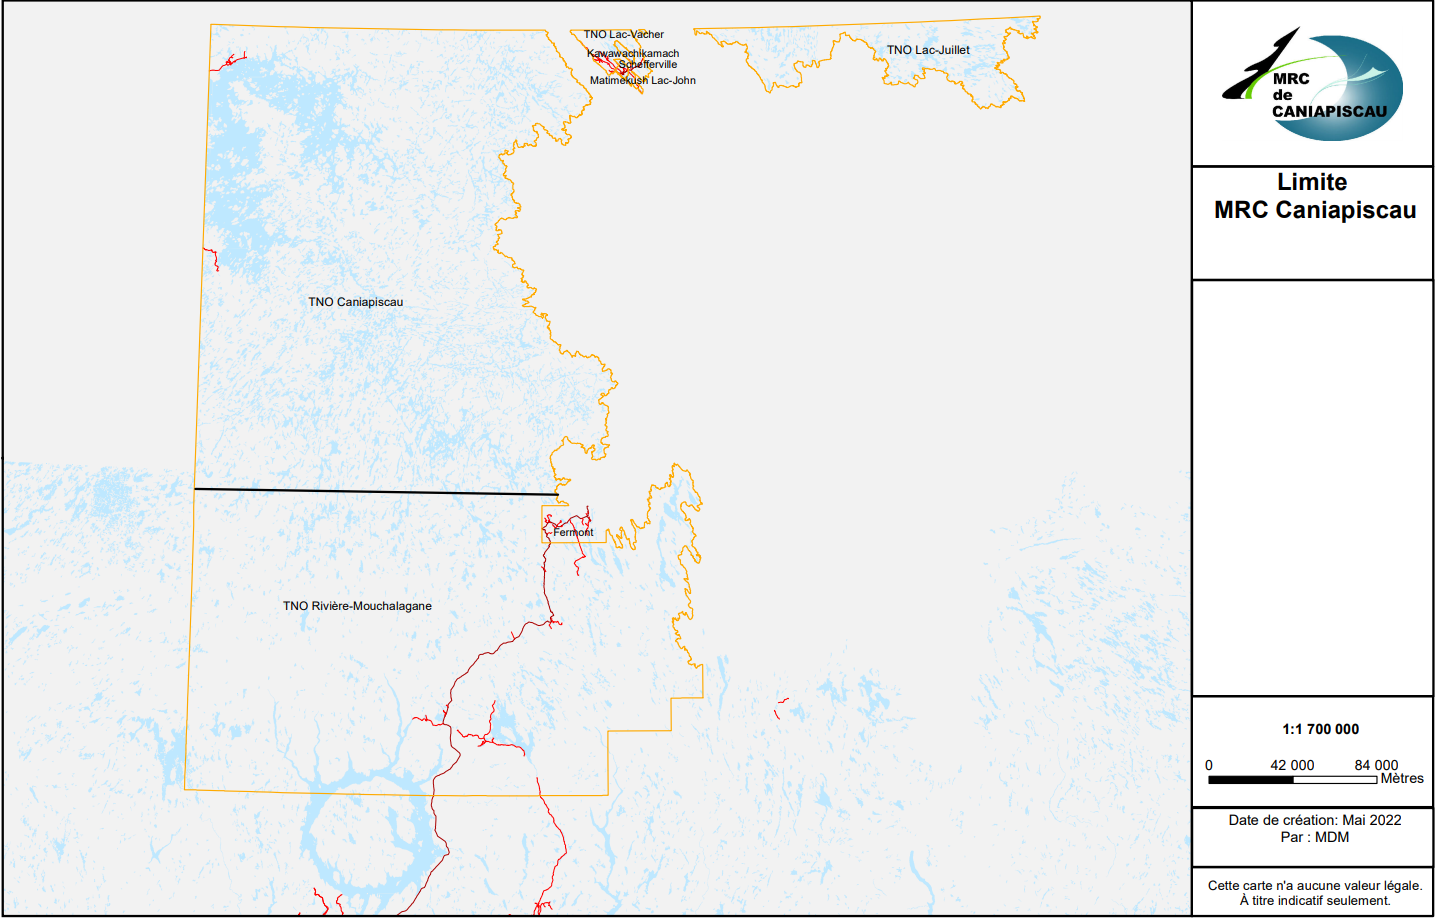 TNO Lac-Vacher
Kawawachikamach
Schefferville
Matimekush Lac-John
TNO Lac-Juillet
TNO Caniapiscau
Fermont
TNO Rivière-Mouchalagane
MRC
de
CANIAPISCAU
Limite
MRC Caniapiscau
1:1 700 000
0 42 000 84 000
Mètres
Date de création: Mai 2022
Par : MDM
Cette carte n'a aucune valeur légale.
À titre indicatif seulement.